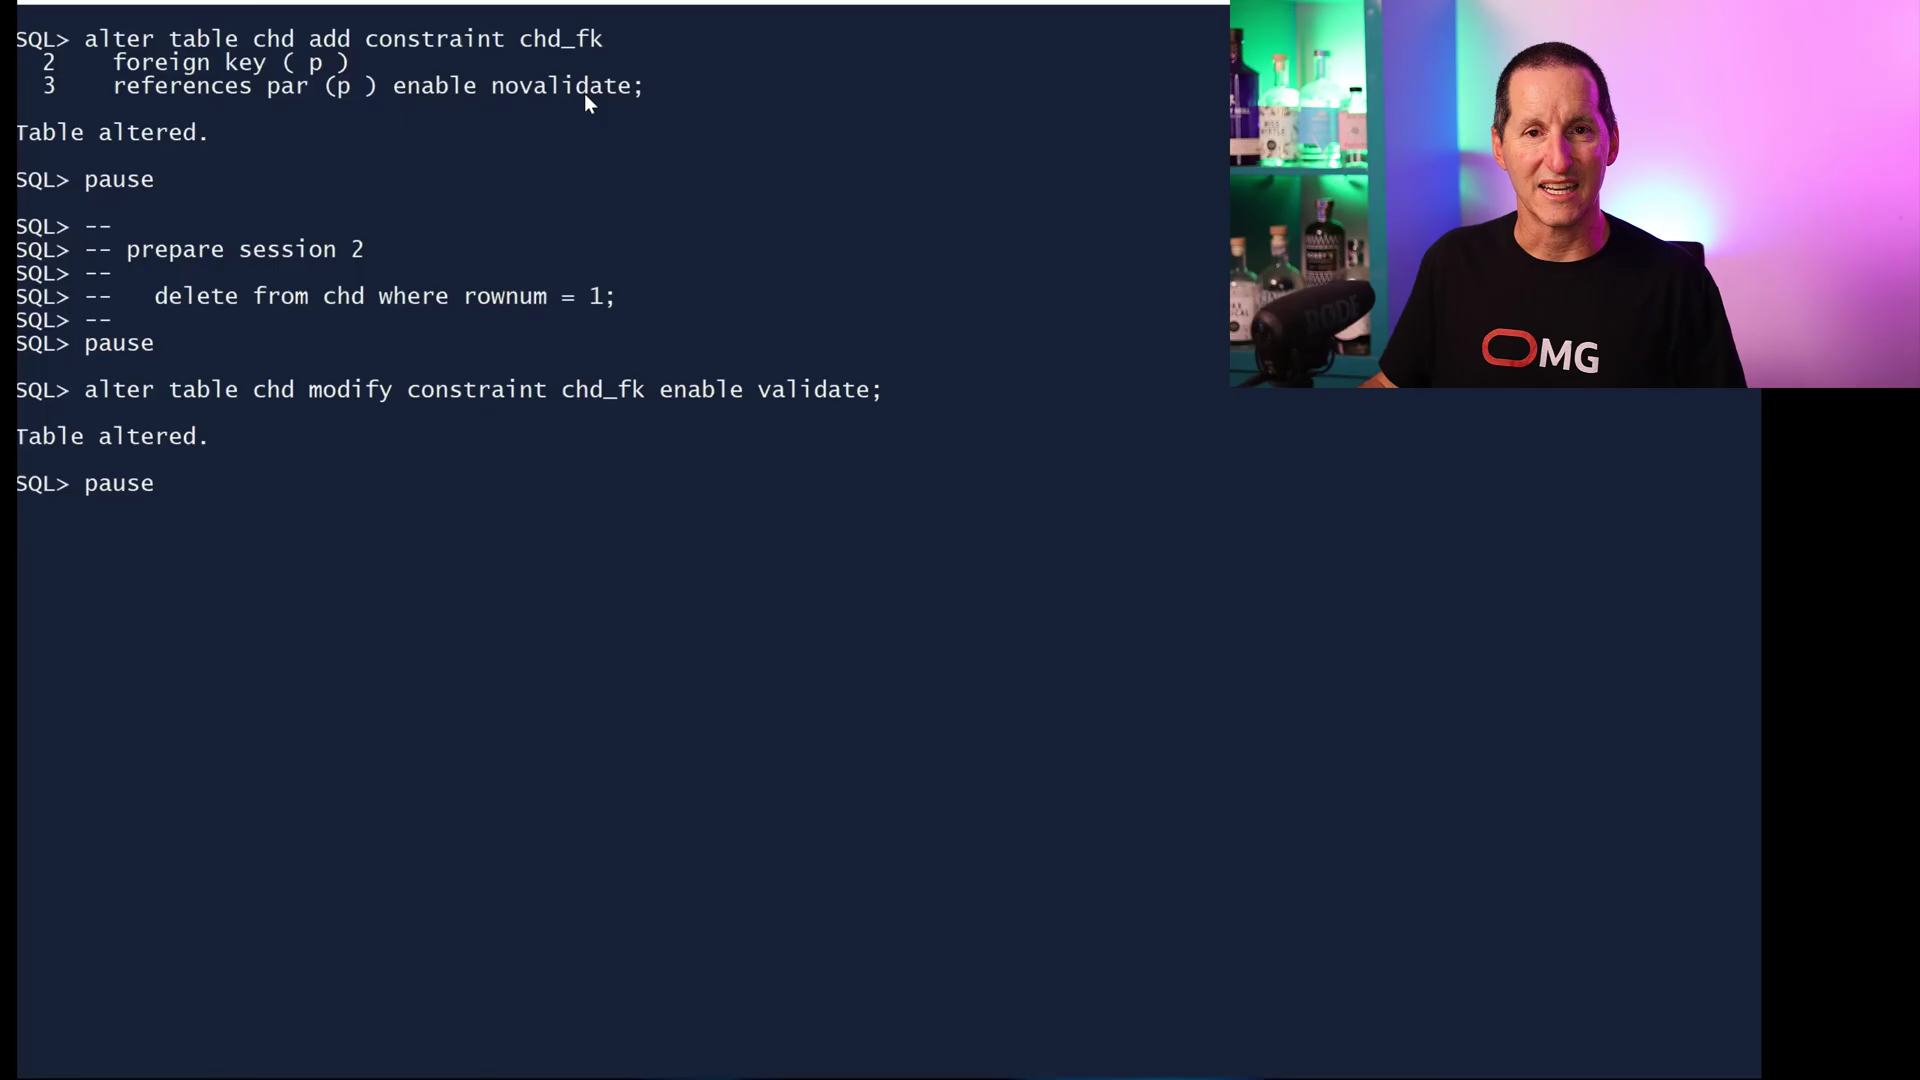 SQL> alter table chd add constraint chd_fk
2 foreign key ( p )
3 references par (p ) enable novalidate;
Table altered.
SQL> pause
SQL> --
SQL> -- prepare session 2
SQL> --
SQL> -- delete from chd where rownum = 1;
SQL> --
SQL> pause
SQL> alter table chd modify constraint chd_fk enable validate;
Table altered.
SQL> pause
RØDE
OMG